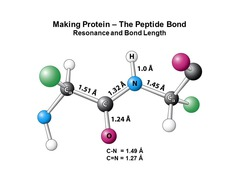 Making Protein – The Peptide Bond
Resonance and Bond Length
H
1.0 Å
C
1.51 Å
C
1.32 Å
N
1.45 Å
C
1.24 Å
O
C-N = 1.49 Å
C=N = 1.27 Å